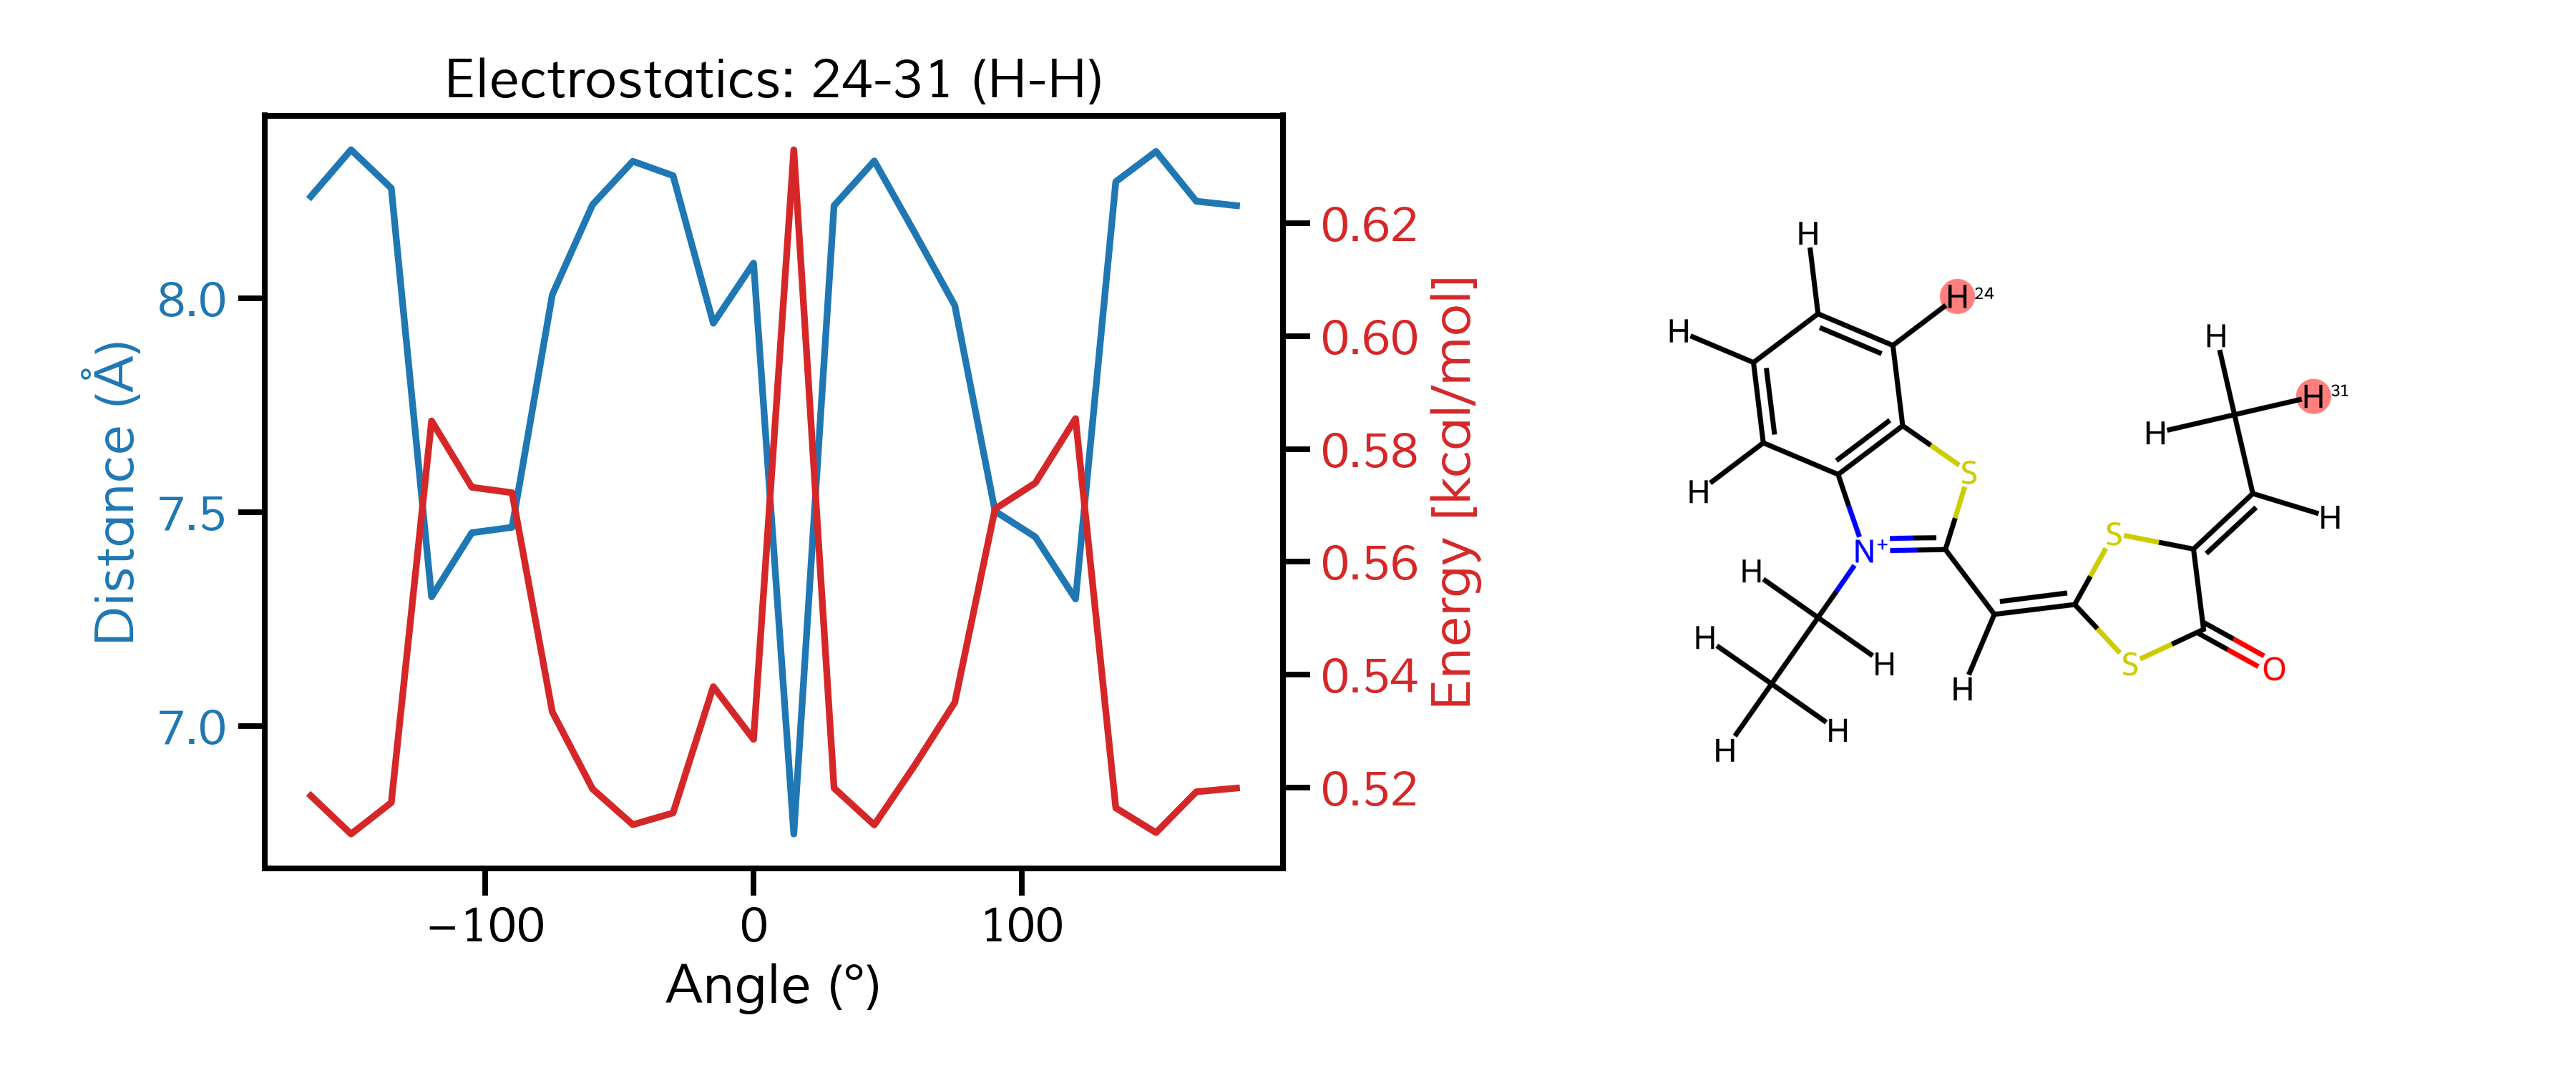 Electrostatics: 24-31 (H-H)
Distance (Å)
8.0
7.5
7.0
0.62
0.60
0.58
0.56
0.54
0.52
Energy [kcal/mol]
−100
0
100
Angle (°)
H
H24
H
H
H31
H
H
S
H
S
N+
H
H
H
S
O
H
H
H